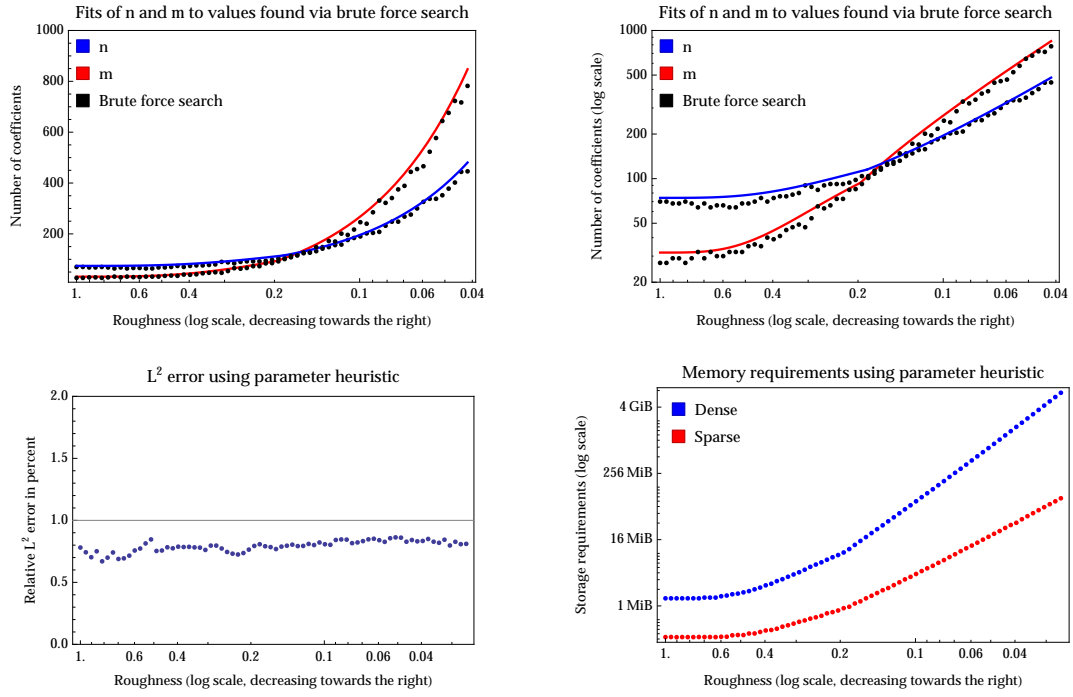 Fits of n and m to values found via brute force search
Number of coefficients
1000
800
600
400
200
n
m
Brute force search
1.
0.6
0.4
0.2
0.1
0.06
0.04
Roughness (log scale, decreasing towards the right)
Fits of n and m to values found via brute force search
Number of coefficients (log scale)
1000
500
200
100
50
20
n
m
Brute force search
1.
0.6
0.4
0.2
0.1
0.06
0.04
Roughness (log scale, decreasing towards the right)
L² error using parameter heuristic
Relative L² error in percent
2.0
1.5
1.0
0.5
0.0
1.
0.6
0.4
0.2
0.1
0.06
0.04
Roughness (log scale, decreasing towards the right)
Memory requirements using parameter heuristic
Storage requirements (log scale)
4 GiB
256 MiB
16 MiB
1 MiB
Dense
Sparse
1.
0.6
0.4
0.2
0.1
0.06
0.04
Roughness (log scale, decreasing towards the right)